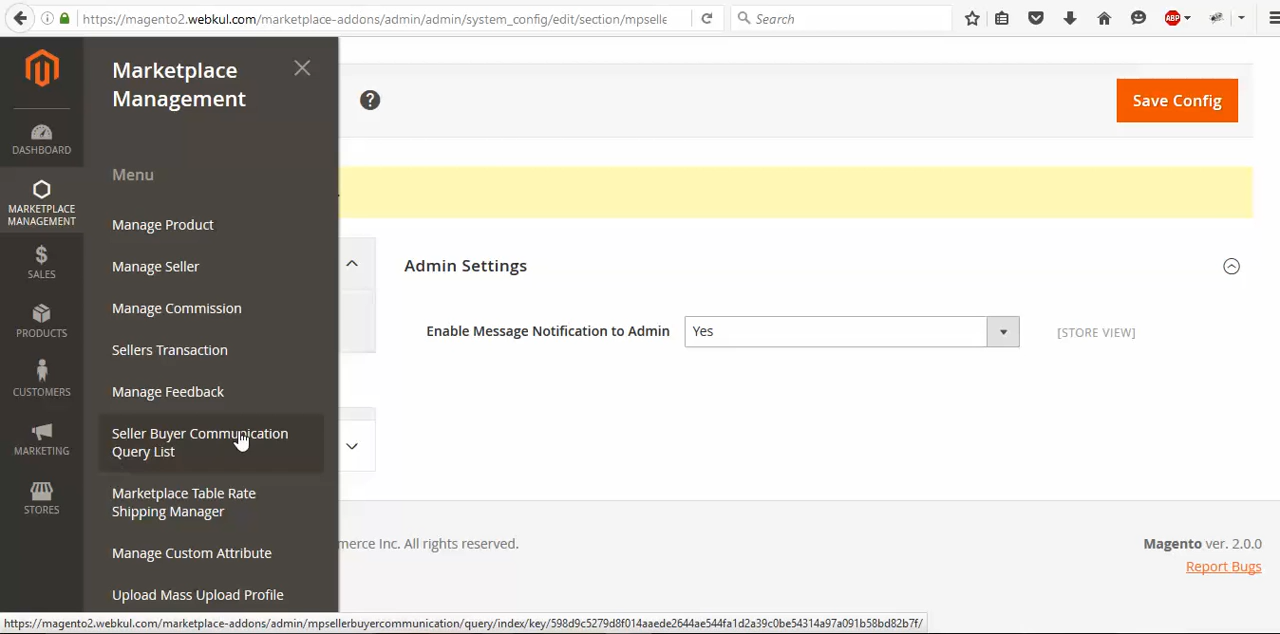 https://magento2.webkul.com/marketplace-addons/admin/admin/system_config/edit/section/mpselle
Search
ABP
DASHBOARD
MARKETPLACE
MANAGEMENT
SALES
PRODUCTS
CUSTOMERS
MARKETING
STORES
Marketplace
Management
Menu
Manage Product
Manage Seller
Manage Commission
Sellers Transaction
Manage Feedback
Seller Buyer Communication
Query List
Marketplace Table Rate
Shipping Manager
Manage Custom Attribute
Upload Mass Upload Profile
?
Save Config
Admin Settings
Enable Message Notification to Admin
Yes
[STORE VIEW]
merce Inc. All rights reserved.
Magento ver. 2.0.0
Report Bugs
https://magento2.webkul.com/marketplace-addons/admin/mpsellerbuyercommunication/query/index/key/598d9c5279d8f014aaede2644ae544fa1d2a39c0be54314a97a091b58bd82b7f/